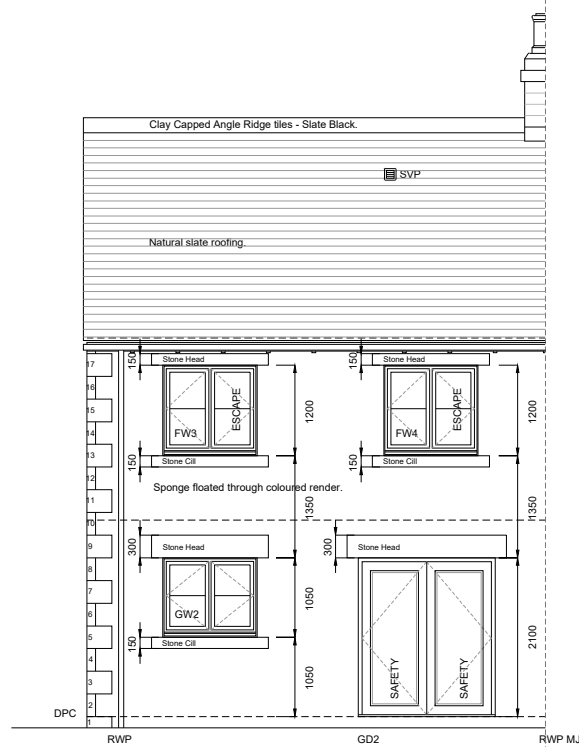 Clay Capped Angle Ridge tiles - Slate Black.
SVP
Natural slate roofing.
150
Stone Head
150
Stone Head
17
16
15
14
13
12
11
10
9
8
7
6
5
4
3
2
1
FW3
ESCAPE
1200
FW4
ESCAPE
1200
150
Stone Cill
150
Stone Cill
Sponge floated through coloured render.
1350
1350
300
Stone Head
300
Stone Head
GW2
1050
2100
150
Stone Cill
1050
SAFETY
SAFETY
DPC
RWP
GD2
RWP MJ